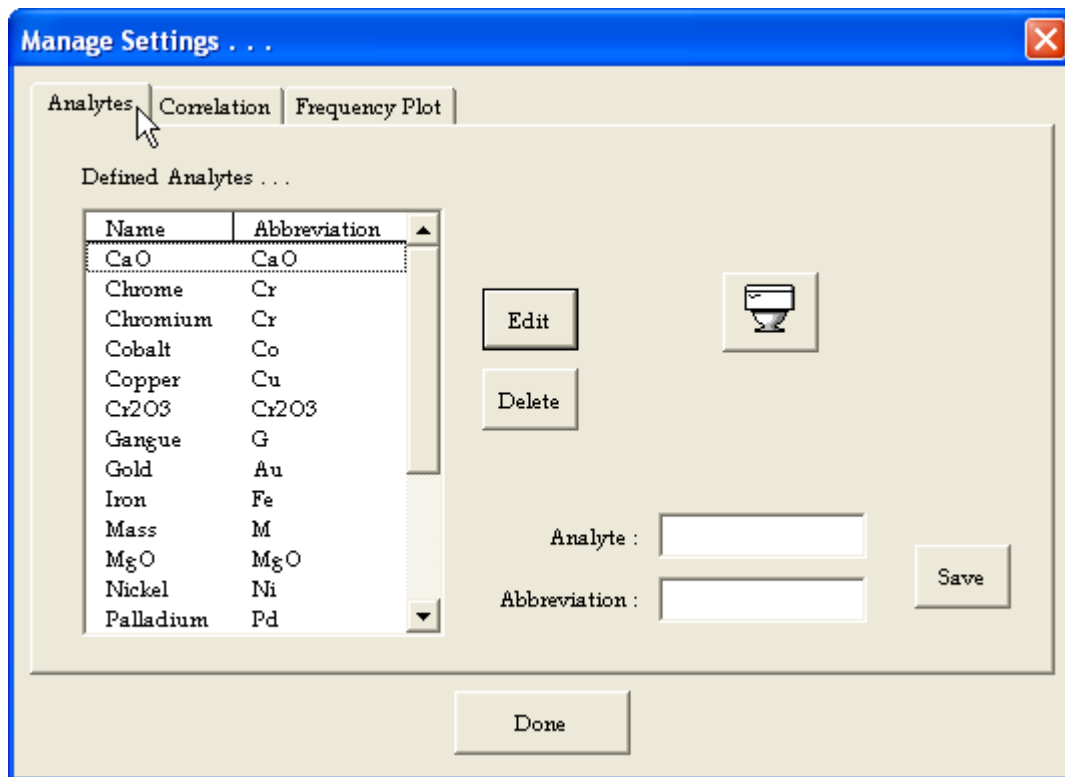 Manage Settings . . .
Analytes Correlation Frequency Plot
Defined Analytes . . .
Name Abbreviation
CaO CaO
Chrome Cr
Chromium Cr
Cobalt Co
Copper Cu
Cr2O3 Cr2O3
Gangue G
Gold Au
Iron Fe
Mass M
MgO MgO
Nickel Ni
Palladium Pd
Edit
Delete
Analyte :
Abbreviation :
Save
Done